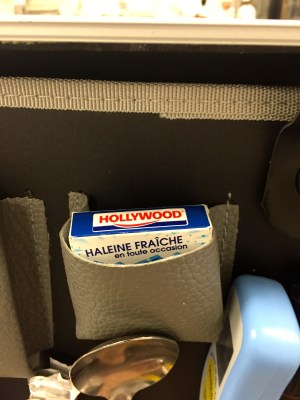 HOLLYWOOD
HALEINE FRAÎCHE
en toute occasion